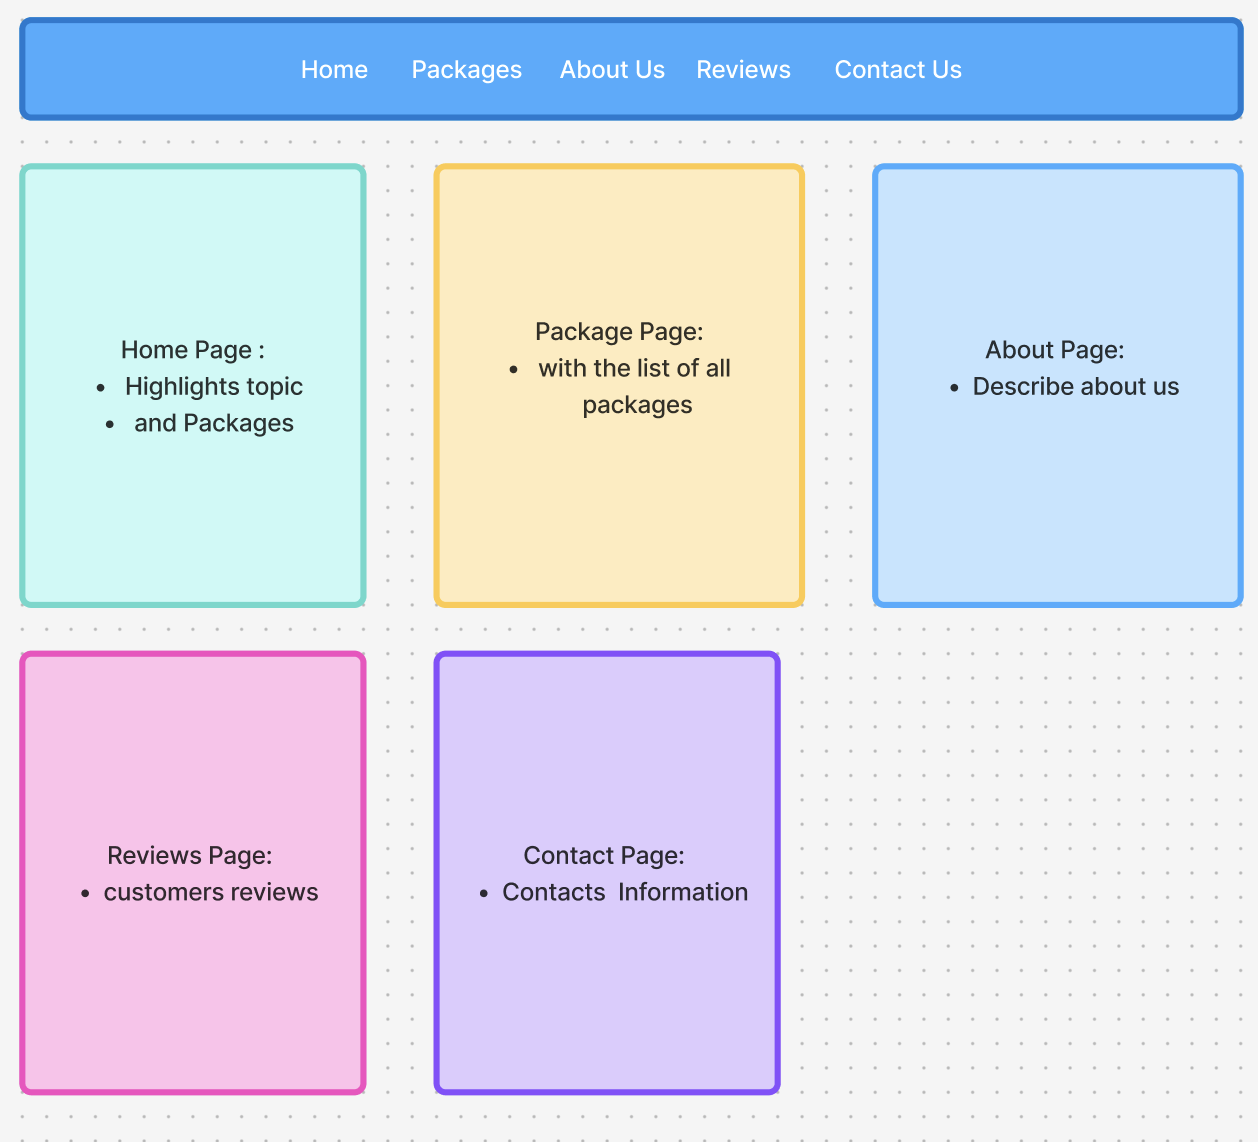 Home Packages About Us Reviews Contact Us
Home Page :
• Highlights topic
• and Packages
Package Page:
• with the list of all
packages
About Page:
• Describe about us
Reviews Page:
• customers reviews
Contact Page:
• Contacts  Information